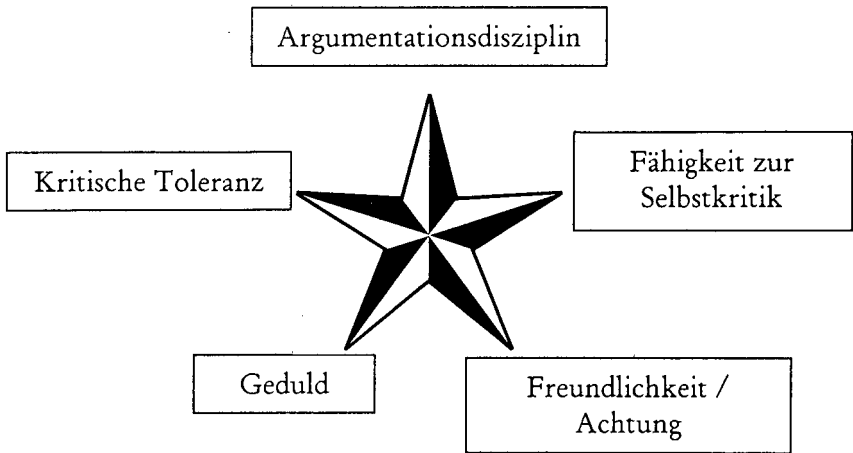 Argumentationsdisziplin
Kritische Toleranz
Fähigkeit zur
Selbstkritik
Geduld
Freundlichkeit /
Achtung